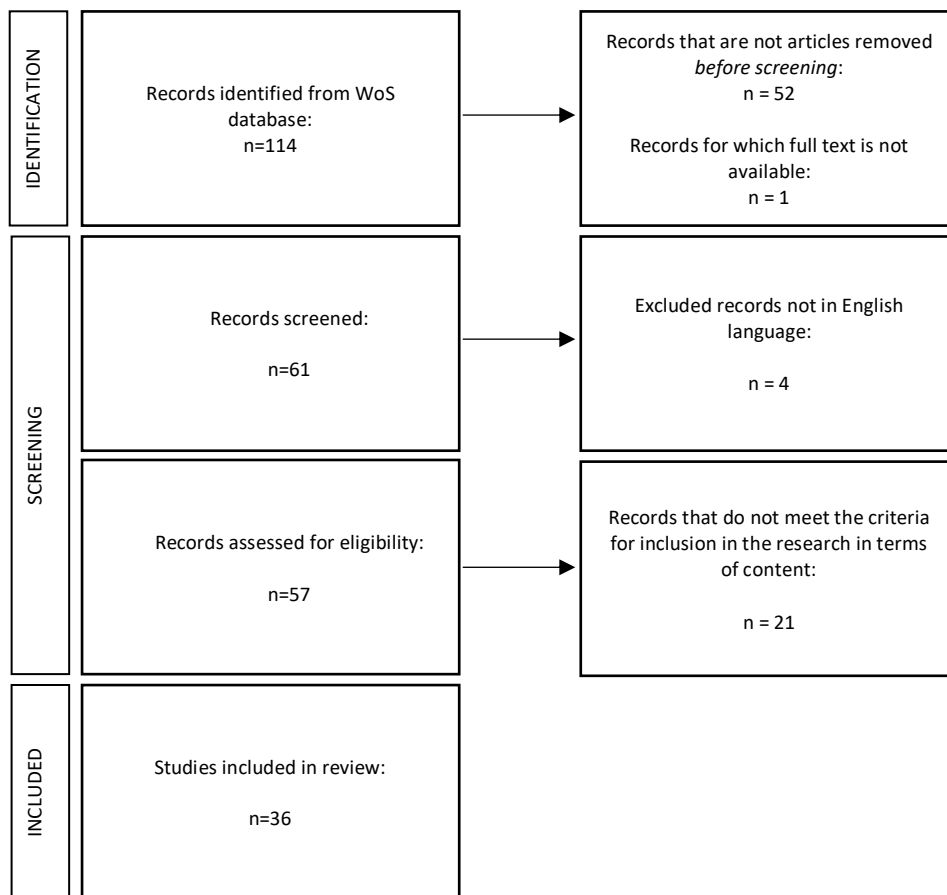 IDENTIFICATION
Records identified from WoS
database:
n=114
Records that are not articles removed
before screening:
n = 52
Records for which full text is not
available:
n = 1
SCREENING
Records screened:
n=61
Excluded records not in English
language:
n = 4
Records assessed for eligibility:
n=57
Records that do not meet the criteria
for inclusion in the research in terms
of content:
n = 21
INCLUDED
Studies included in review:
n=36